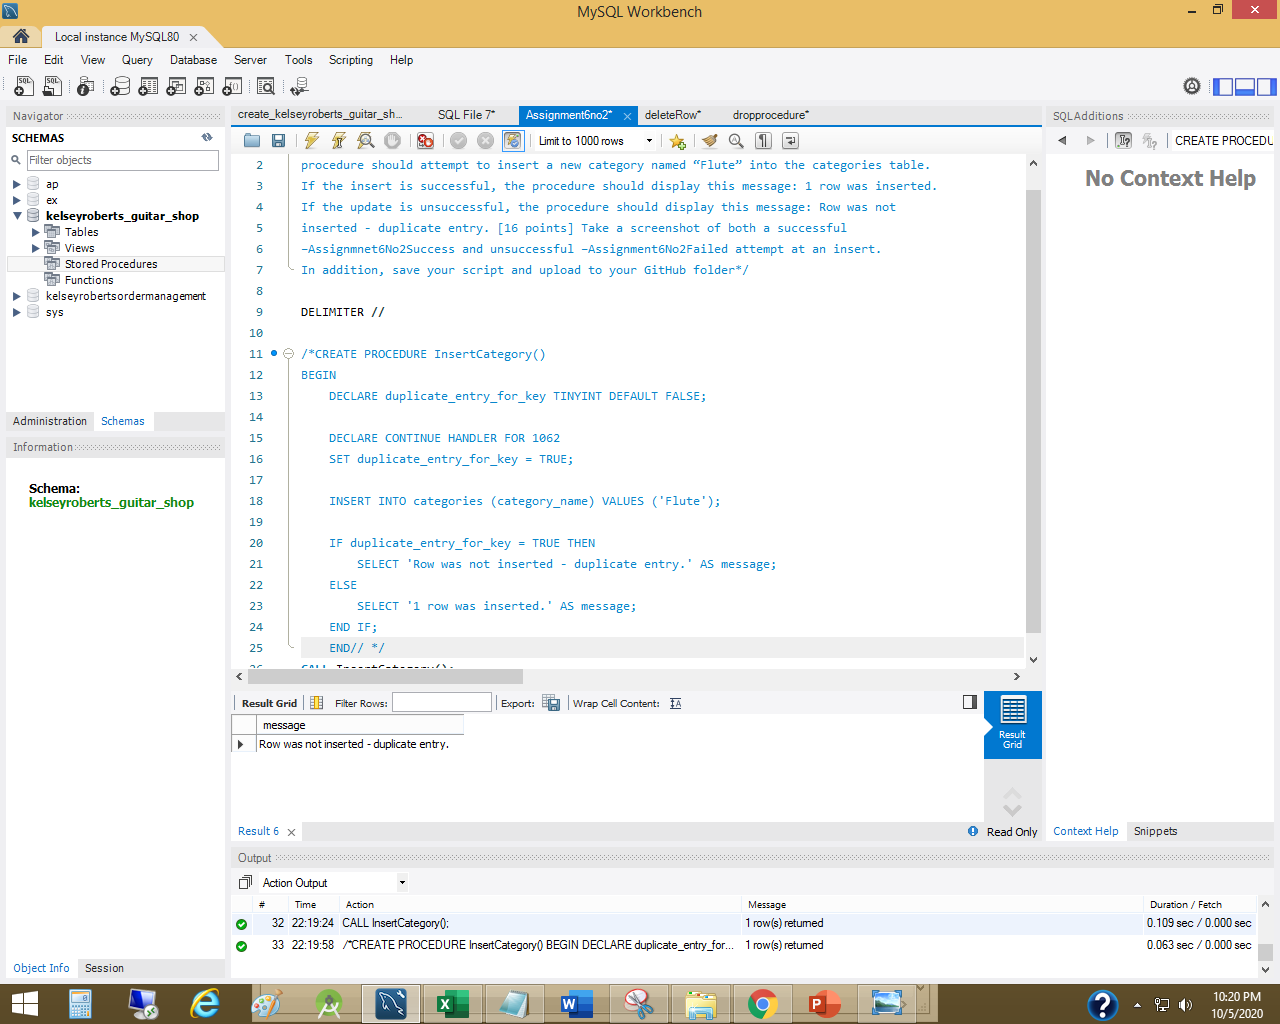 MySQL Workbench
Local instance MySQL80
File Edit View Query Database Server Tools Scripting Help
Navigator
SCHEMAS
Filter objects
ap
ex
kelseyroberts_guitar_shop
Tables
Views
Stored Procedures
Functions
kelseyrobertsordermanagement
sys
Administration Schemas
Information
Schema:
kelseyroberts_guitar_shop
Object Info Session
create_kelseyroberts_guitar_sh... SQL File 7* Assignment6no2* deleteRow* dropprocedure*
Limit to 1000 rows
2 procedure should attempt to insert a new category named “Flute” into the categories table.
3 If the insert is successful, the procedure should display this message: 1 row was inserted.
4 If the update is unsuccessful, the procedure should display this message: Row was not
5 inserted - duplicate entry. [16 points] Take a screenshot of both a successful
6 –Assignmnet6No2Success and unsuccessful –Assignment6No2Failed attempt at an insert.
7 In addition, save your script and upload to your GitHub folder*/
8
9 DELIMITER //
10
11 /*CREATE PROCEDURE InsertCategory()
12 BEGIN
13 DECLARE duplicate_entry_for_key TINYINT DEFAULT FALSE;
14
15 DECLARE CONTINUE HANDLER FOR 1062
16 SET duplicate_entry_for_key = TRUE;
17
18 INSERT INTO categories (category_name) VALUES ('Flute');
19
20 IF duplicate_entry_for_key = TRUE THEN
21 SELECT 'Row was not inserted - duplicate entry.' AS message;
22 ELSE
23 SELECT '1 row was inserted.' AS message;
24 END IF;
25 END// */
26 CALL InsertCategory();
Result Grid Filter Rows: Export: Wrap Cell Content:
message
Row was not inserted - duplicate entry.
Result
Grid
Result 6
Read Only
SQLAdditions
CREATE PROCEDU
No Context Help
Context Help Snippets
Output
Action Output
# Time Action Message Duration / Fetch
32 22:19:24 CALL InsertCategory(); 1 row(s) returned 0.109 sec / 0.000 sec
33 22:19:58 /*CREATE PROCEDURE InsertCategory() BEGIN DECLARE duplicate_entry_for... 1 row(s) returned 0.063 sec / 0.000 sec
10:20 PM
10/5/2020